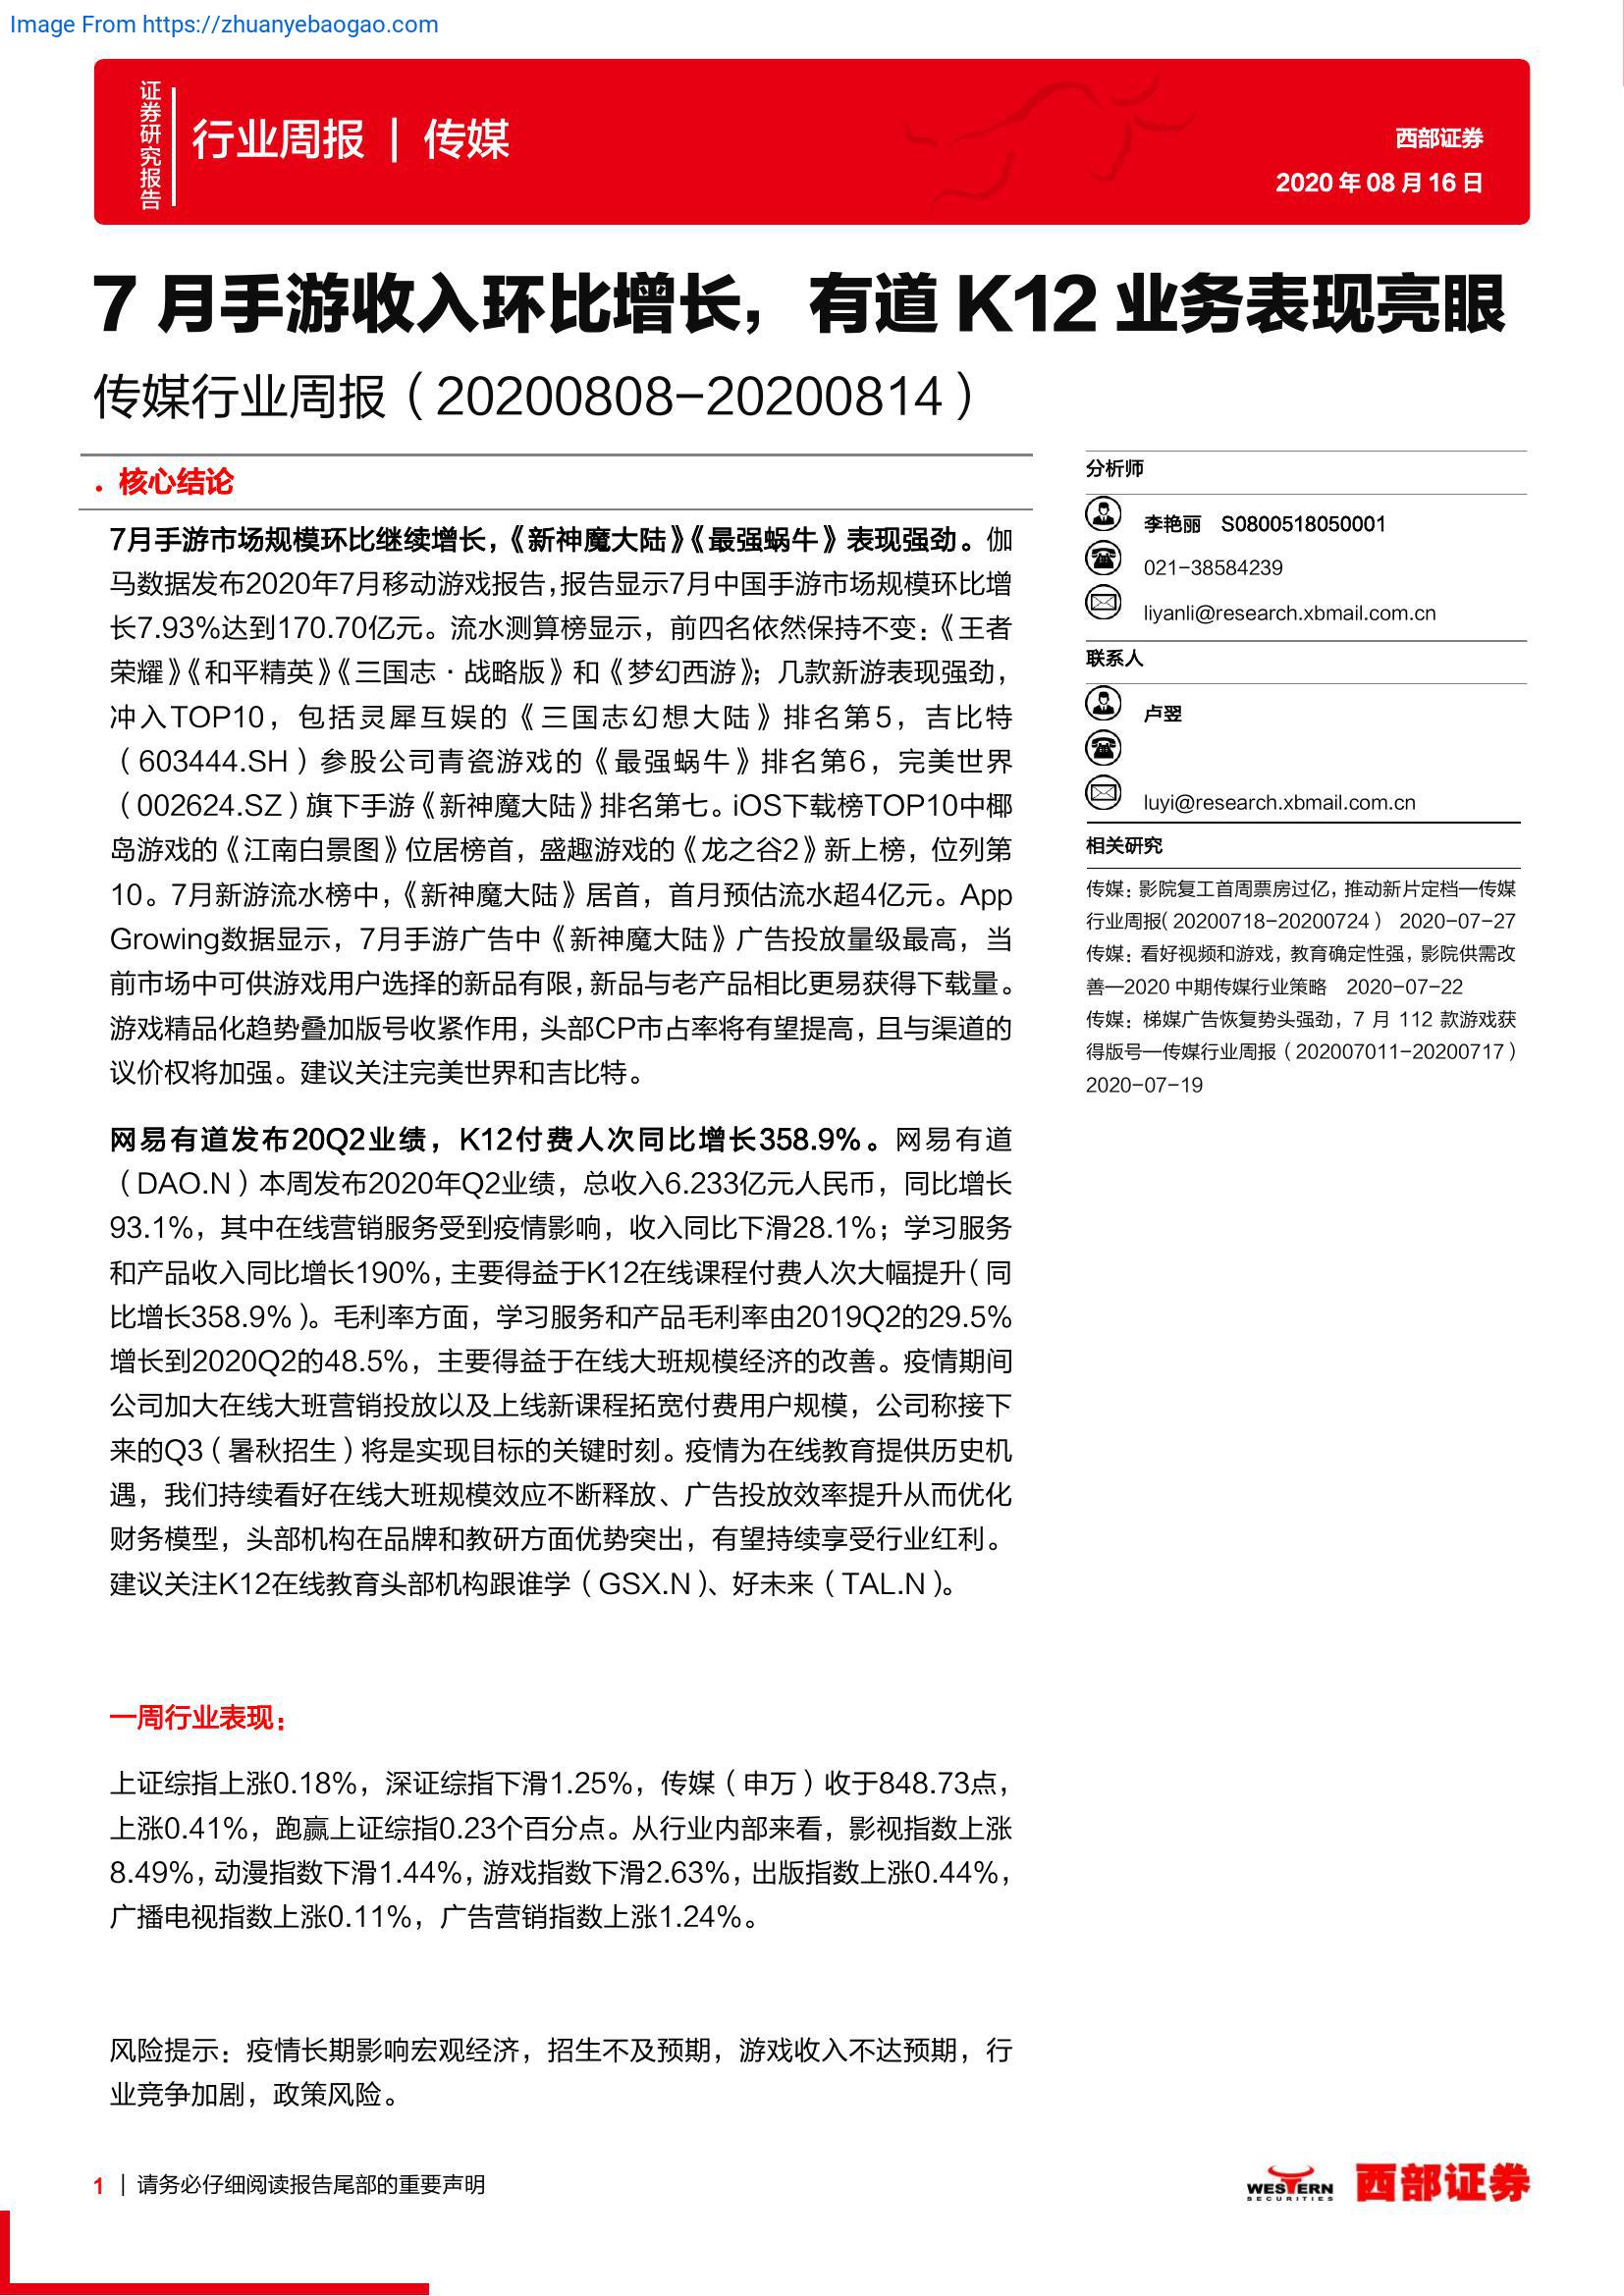 Image From https://zhuanyebaogao.com
证券研究报告
行业周报 | 传媒
西部证券
2020 年 08 月 16 日
7 月手游收入环比增长，有道 K12 业务表现亮眼
传媒行业周报（20200808-20200814）
• 核心结论
7月手游市场规模环比继续增长，《新神魔大陆》《最强蜗牛》表现强劲。伽
马数据发布2020年7月移动游戏报告，报告显示7月中国手游市场规模环比增
长7.93%达到170.70亿元。流水测算榜显示，前四名依然保持不变：《王者
荣耀》《和平精英》《三国志·战略版》和《梦幻西游》；几款新游表现强劲，
冲入TOP10，包括灵犀互娱的《三国志幻想大陆》排名第5，吉比特
（603444.SH）参股公司青瓷游戏的《最强蜗牛》排名第6，完美世界
（002624.SZ）旗下手游《新神魔大陆》排名第七。iOS下载榜TOP10中椰
岛游戏的《江南白景图》位居榜首，盛趣游戏的《龙之谷2》新上榜，位列第
10。7月新游流水榜中，《新神魔大陆》居首，首月预估流水超4亿元。App
Growing数据显示，7月手游广告中《新神魔大陆》广告投放量级最高，当
前市场中可供游戏用户选择的新品有限，新品与老产品相比更易获得下载量。
游戏精品化趋势叠加版号收紧作用，头部CP市占率将有望提高，且与渠道的
议价权将加强。建议关注完美世界和吉比特。
网易有道发布20Q2业绩，K12付费人次同比增长358.9%。网易有道
（DAO.N）本周发布2020年Q2业绩，总收入6.233亿元人民币，同比增长
93.1%，其中在线营销服务受到疫情影响，收入同比下滑28.1%；学习服务
和产品收入同比增长190%，主要得益于K12在线课程付费人次大幅提升（同
比增长358.9%）。毛利率方面，学习服务和产品毛利率由2019Q2的29.5%
增长到2020Q2的48.5%，主要得益于在线大班规模经济的改善。疫情期间
公司加大在线大班营销投放以及上线新课程拓宽付费用户规模，公司称接下
来的Q3（暑秋招生）将是实现目标的关键时刻。疫情为在线教育提供历史机
遇，我们持续看好在线大班规模效应不断释放、广告投放效率提升从而优化
财务模型，头部机构在品牌和教研方面优势突出，有望持续享受行业红利。
建议关注K12在线教育头部机构跟谁学（GSX.N）、好未来（TAL.N）。
一周行业表现：
上证综指上涨0.18%，深证综指下滑1.25%，传媒（申万）收于848.73点，
上涨0.41%，跑赢上证综指0.23个百分点。从行业内部来看，影视指数上涨
8.49%，动漫指数下滑1.44%，游戏指数下滑2.63%，出版指数上涨0.44%，
广播电视指数上涨0.11%，广告营销指数上涨1.24%。
风险提示：疫情长期影响宏观经济，招生不及预期，游戏收入不达预期，行
业竞争加剧，政策风险。
分析师
李艳丽 S0800518050001
021-38584239
liyanli@research.xbmail.com.cn
联系人
卢翌
luyi@research.xbmail.com.cn
相关研究
传媒：影院复工首周票房过亿，推动新片定档—传媒
行业周报（20200718-20200724） 2020-07-27
传媒：看好视频和游戏，教育确定性强，影院供需改
善—2020 中期传媒行业策略 2020-07-22
传媒：梯媒广告恢复势头强劲，7 月 112 款游戏获
得版号—传媒行业周报（202007011-20200717）
2020-07-19
1 | 请务必仔细阅读报告尾部的重要声明
WESTERN
SECURITIES
西部证券